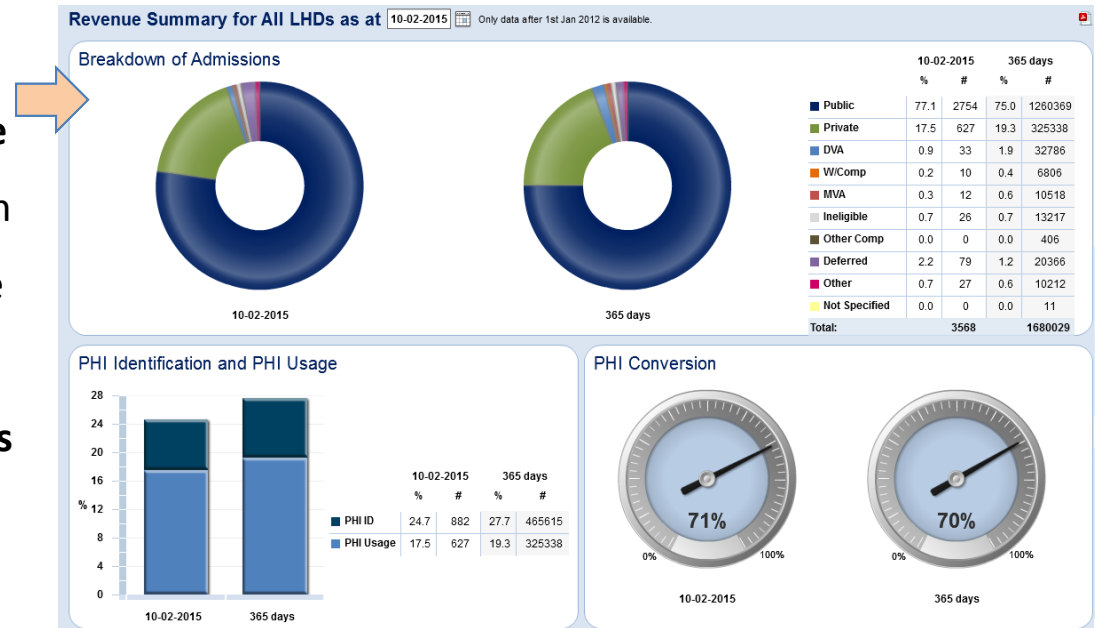 Revenue Summary for All LHDs as at 10-02-2015 Only data after 1st Jan 2012 is available.
Breakdown of Admissions
10-02-2015 365 days
% # % #
Public 77.1 2754 75.0 1260369
Private 17.5 627 19.3 325338
DVA 0.9 33 1.9 32786
W/Comp 0.2 10 0.4 6806
MVA 0.3 12 0.6 10518
Ineligible 0.7 26 0.7 13217
Other Comp 0.0 0 0.0 406
Deferred 2.2 79 1.2 20366
Other 0.7 27 0.6 10212
Not Specified 0.0 0 0.0 11
Total: 3568 1680029
10-02-2015
365 days
e
n
e
s
PHI Identification and PHI Usage
28
24
20
16
% 12
8
4
0
10-02-2015 365 days
10-02-2015 365 days
% # % #
PHI ID 24.7 882 27.7 465615
PHI Usage 17.5 627 19.3 325338
PHI Conversion
71%
0% 100%
10-02-2015
70%
0% 100%
365 days